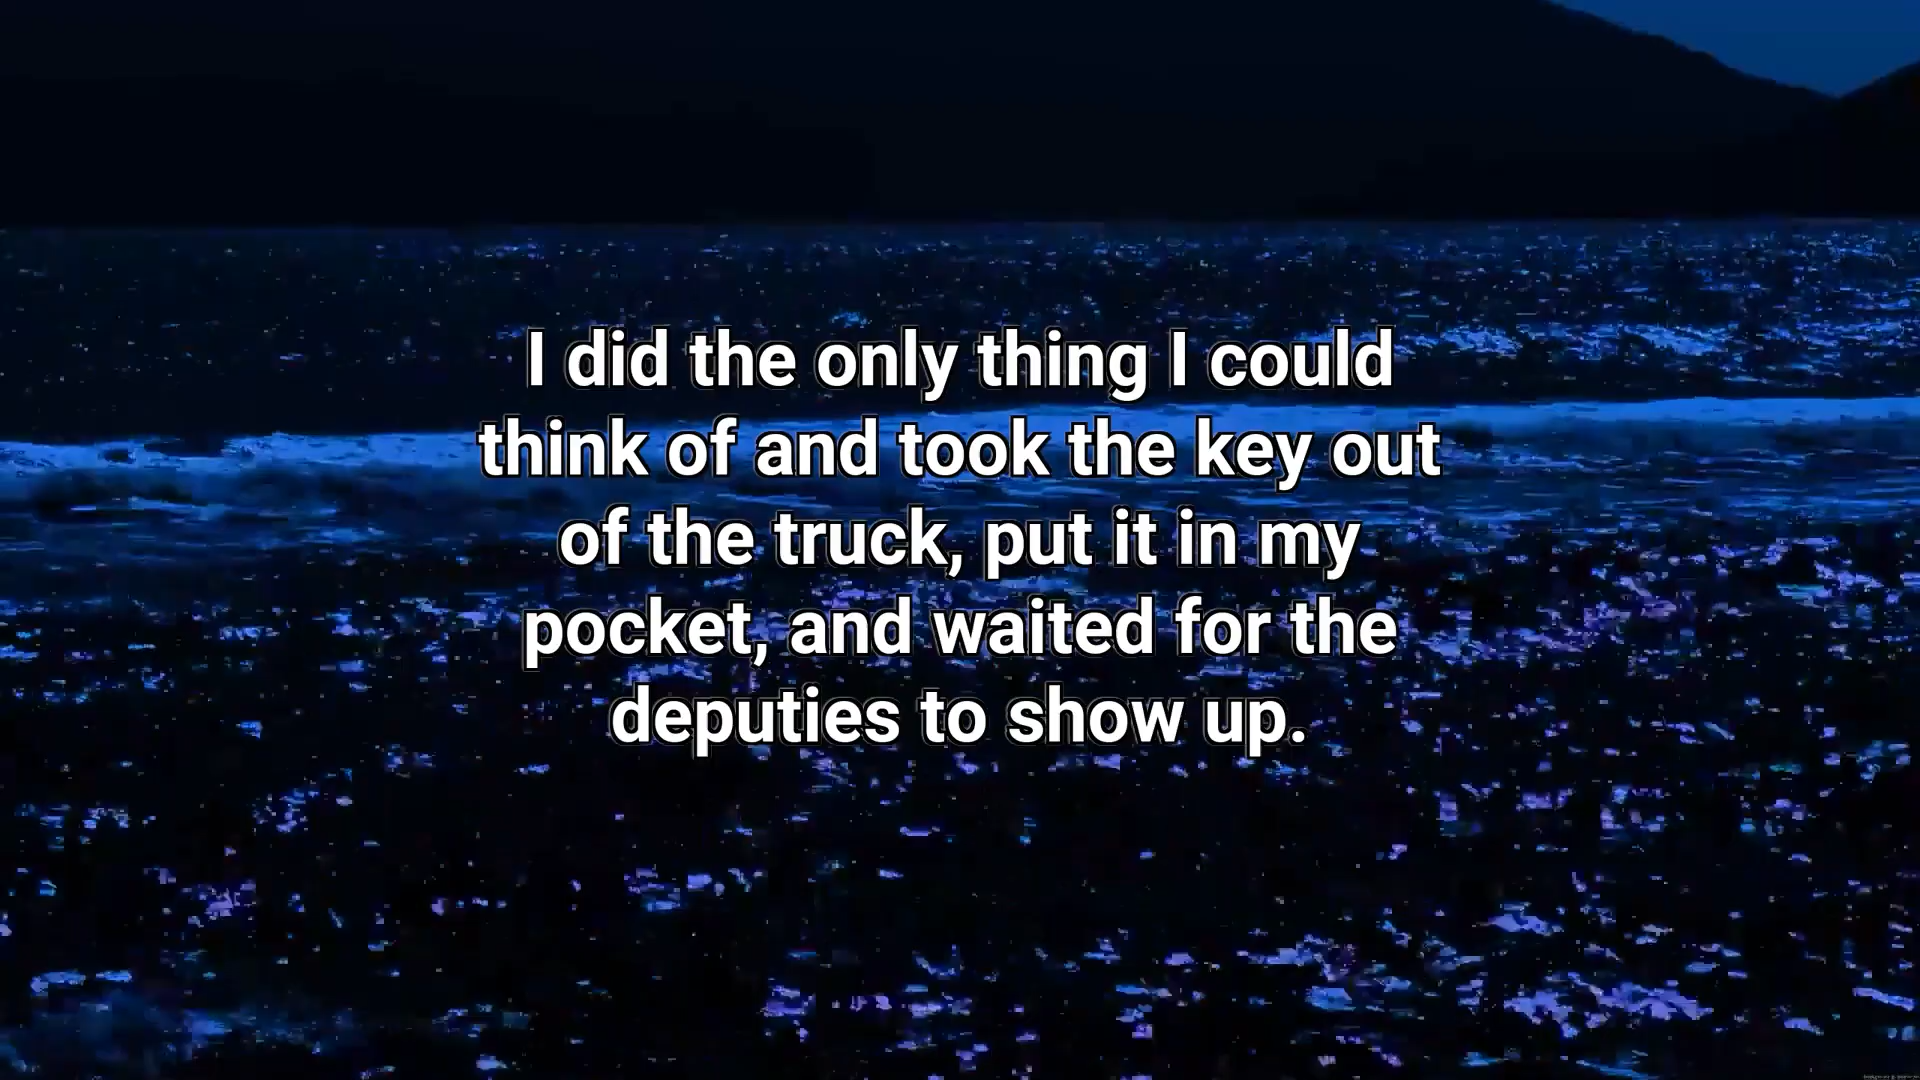 I did the only thing I could
think of and took the key out
of the truck, put it in my
pocket, and waited for the
deputies to show up.